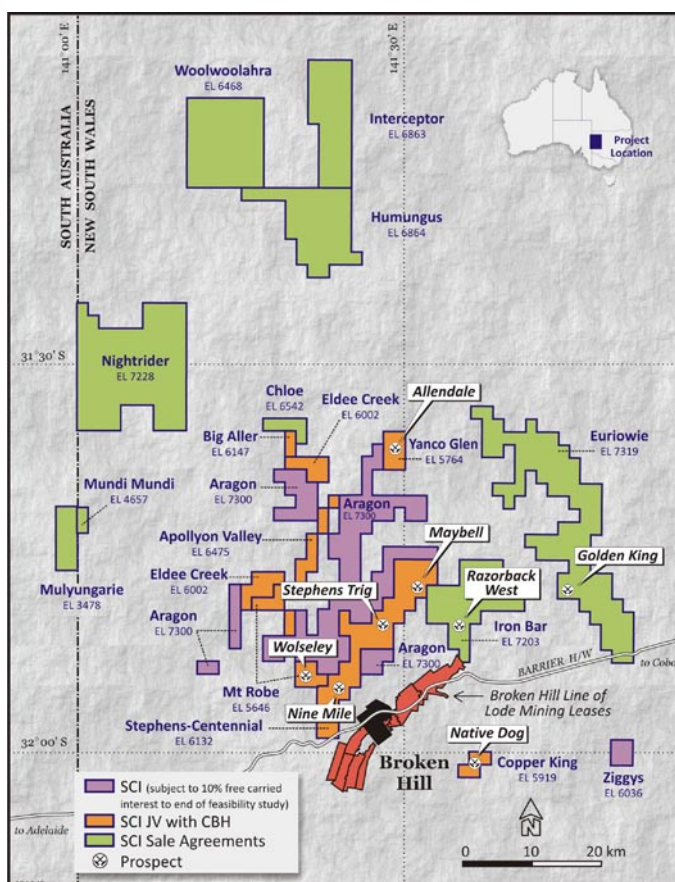 141°00' E
141°30' E
Woolwoolahra
EL 6468
Interceptor
EL 6863
Project
Location
SOUTH AUSTRALIA
NEW SOUTH WALES
Humungus
EL 6864
31°30' S
Nightrider
EL 7228
Chloe
EL 6542
Eldee Creek
EL 6002
Allendale
Big Aller
EL 6147
Yanco Glen
EL 5764
Euriowie
EL 7319
Mundi Mundi
EL 4657
Aragon
EL 7300
Aragon
EL 7300
Apollyon Valley
EL 6475
Maybell
Eldee Creek
EL 6002
Stephens Trig
Razorback
West
Golden King
Mulyungarie
EL 3478
Aragon
EL 7300
Wolseley
Aragon
EL 7300
Iron Bar
EL 7203
BARRIER H/W
to Coba
Mt Robe
EL 5646
Nine Mile
Broken Hill Line of
Lode Mining Leases
Stephens-Centennial
EL 6132
32°00' S
Broken
Hill
Native Dog
Copper King
EL 5919
Ziggys
EL 6036
SCI (subject to 10% free carried
interest to end of feasibility study)
SCI JV with CBH
SCI Sale Agreements
Prospect
to Adelaide
N
0 10 20 km